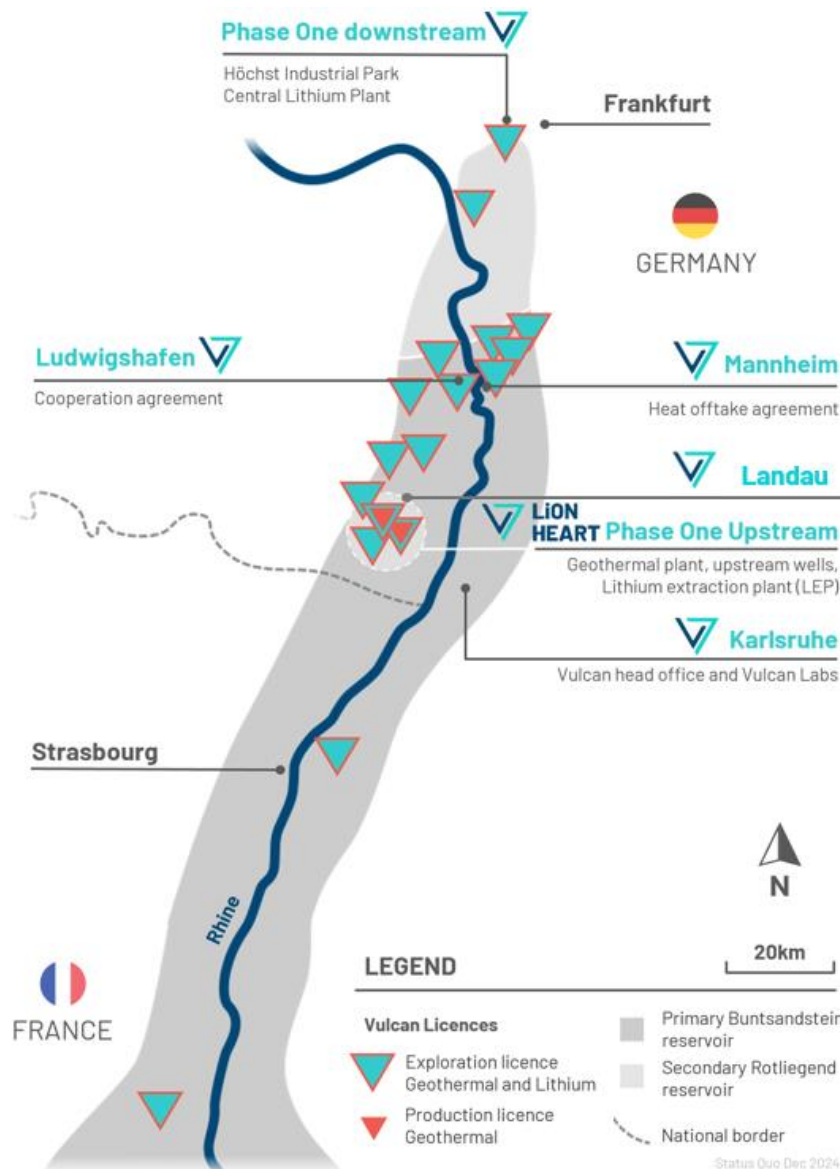 Phase One downstream
Höchst Industrial Park
Central Lithium Plant
Frankfurt
GERMANY
Ludwigshafen
Cooperation agreement
Mannheim
Heat offtake agreement
Landau
LiON
HEART
Phase One Upstream
Geothermal plant, upstream wells,
Lithium extraction plant (LEP)
Karlsruhe
Vulcan head office and Vulcan Labs
Strasbourg
Rhine
N
20km
FRANCE
LEGEND
Vulcan Licences
Exploration licence
Geothermal and Lithium
Production licence
Geothermal
Primary Buntsandstein
reservoir
Secondary Rotliegend
reservoir
National border
Status Quo Dec 2024